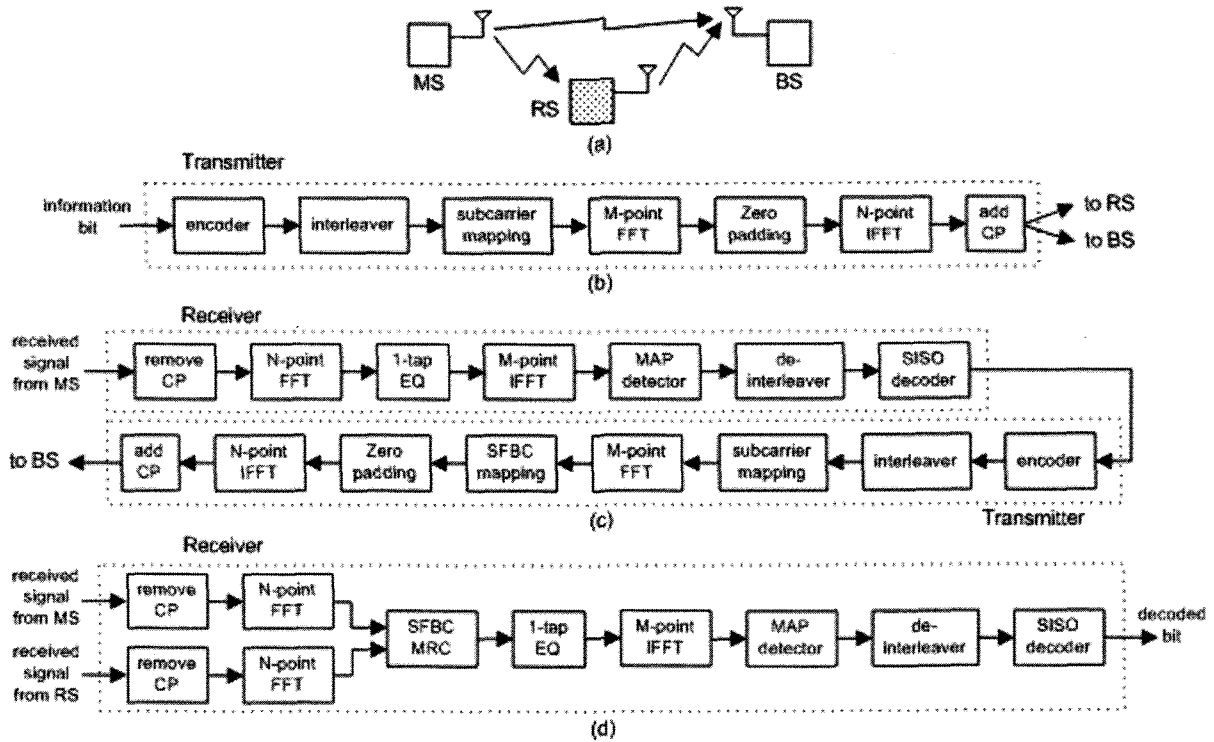 MS
RS
BS
(a)
Transmitter
information
bit
encoder
interleaver
subcarrier
mapping
M-point
FFT
Zero
padding
N-point
IFFT
add
CP
to RS
to BS
(b)
Receiver
received
signal
from MS
remove
CP
N-point
FFT
1-tap
EQ
M-point
IFFT
MAP
detector
de-
interleaver
SISO
decoder
to BS
add
CP
N-point
IFFT
Zero
padding
SFBC
mapping
M-point
FFT
subcarrier
mapping
interleaver
encoder
(c)
Transmitter
Receiver
received
signal
from MS
remove
CP
N-point
FFT
received
signal
from RS
remove
CP
N-point
FFT
SFBC
MRC
1-tap
EQ
M-point
IFFT
MAP
detector
de-
interleaver
SISO
decoder
decoded
bit
(d)